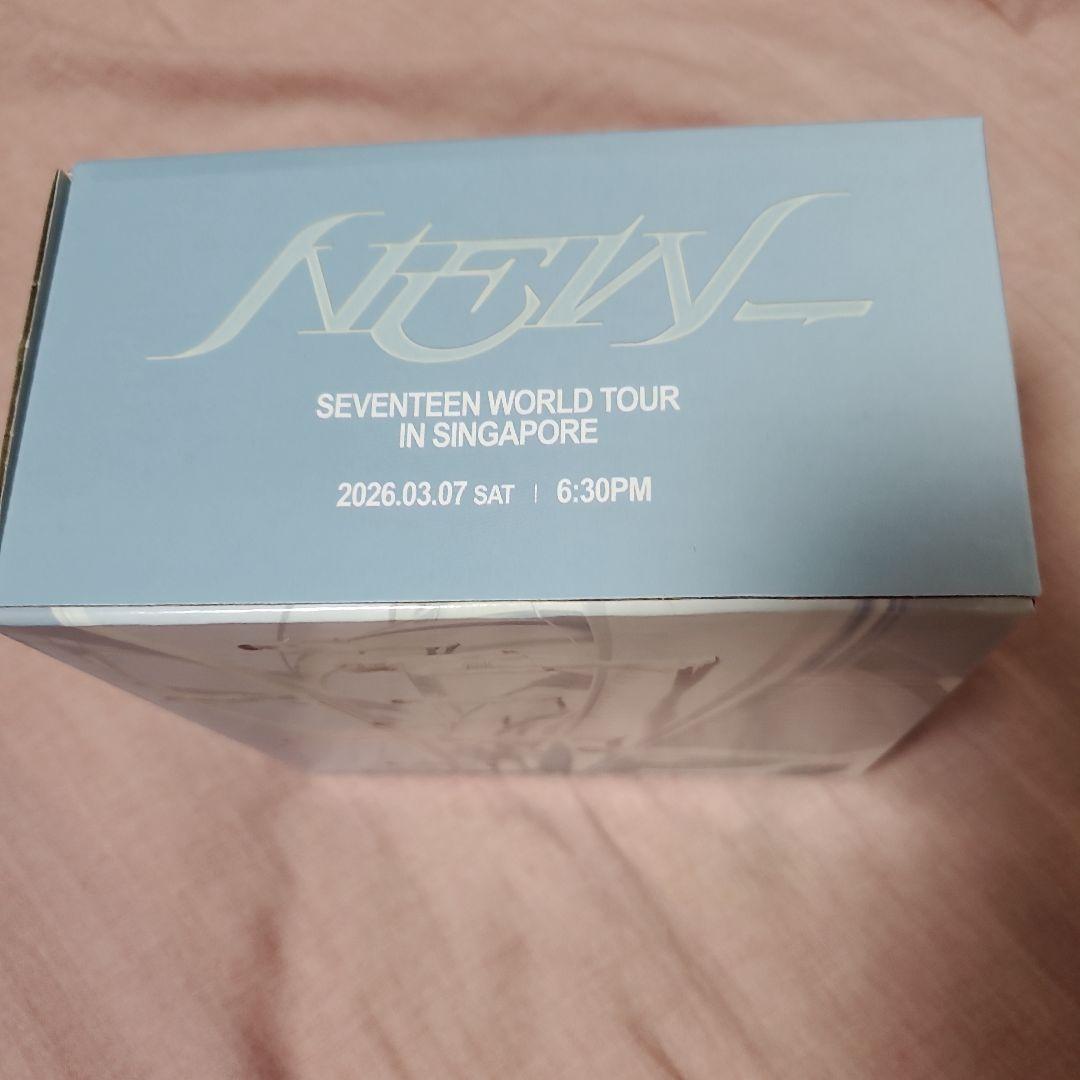 NEW_
SEVENTEEN WORLD TOUR
IN SINGAPORE
2026.03.07 SAT | 6:30PM